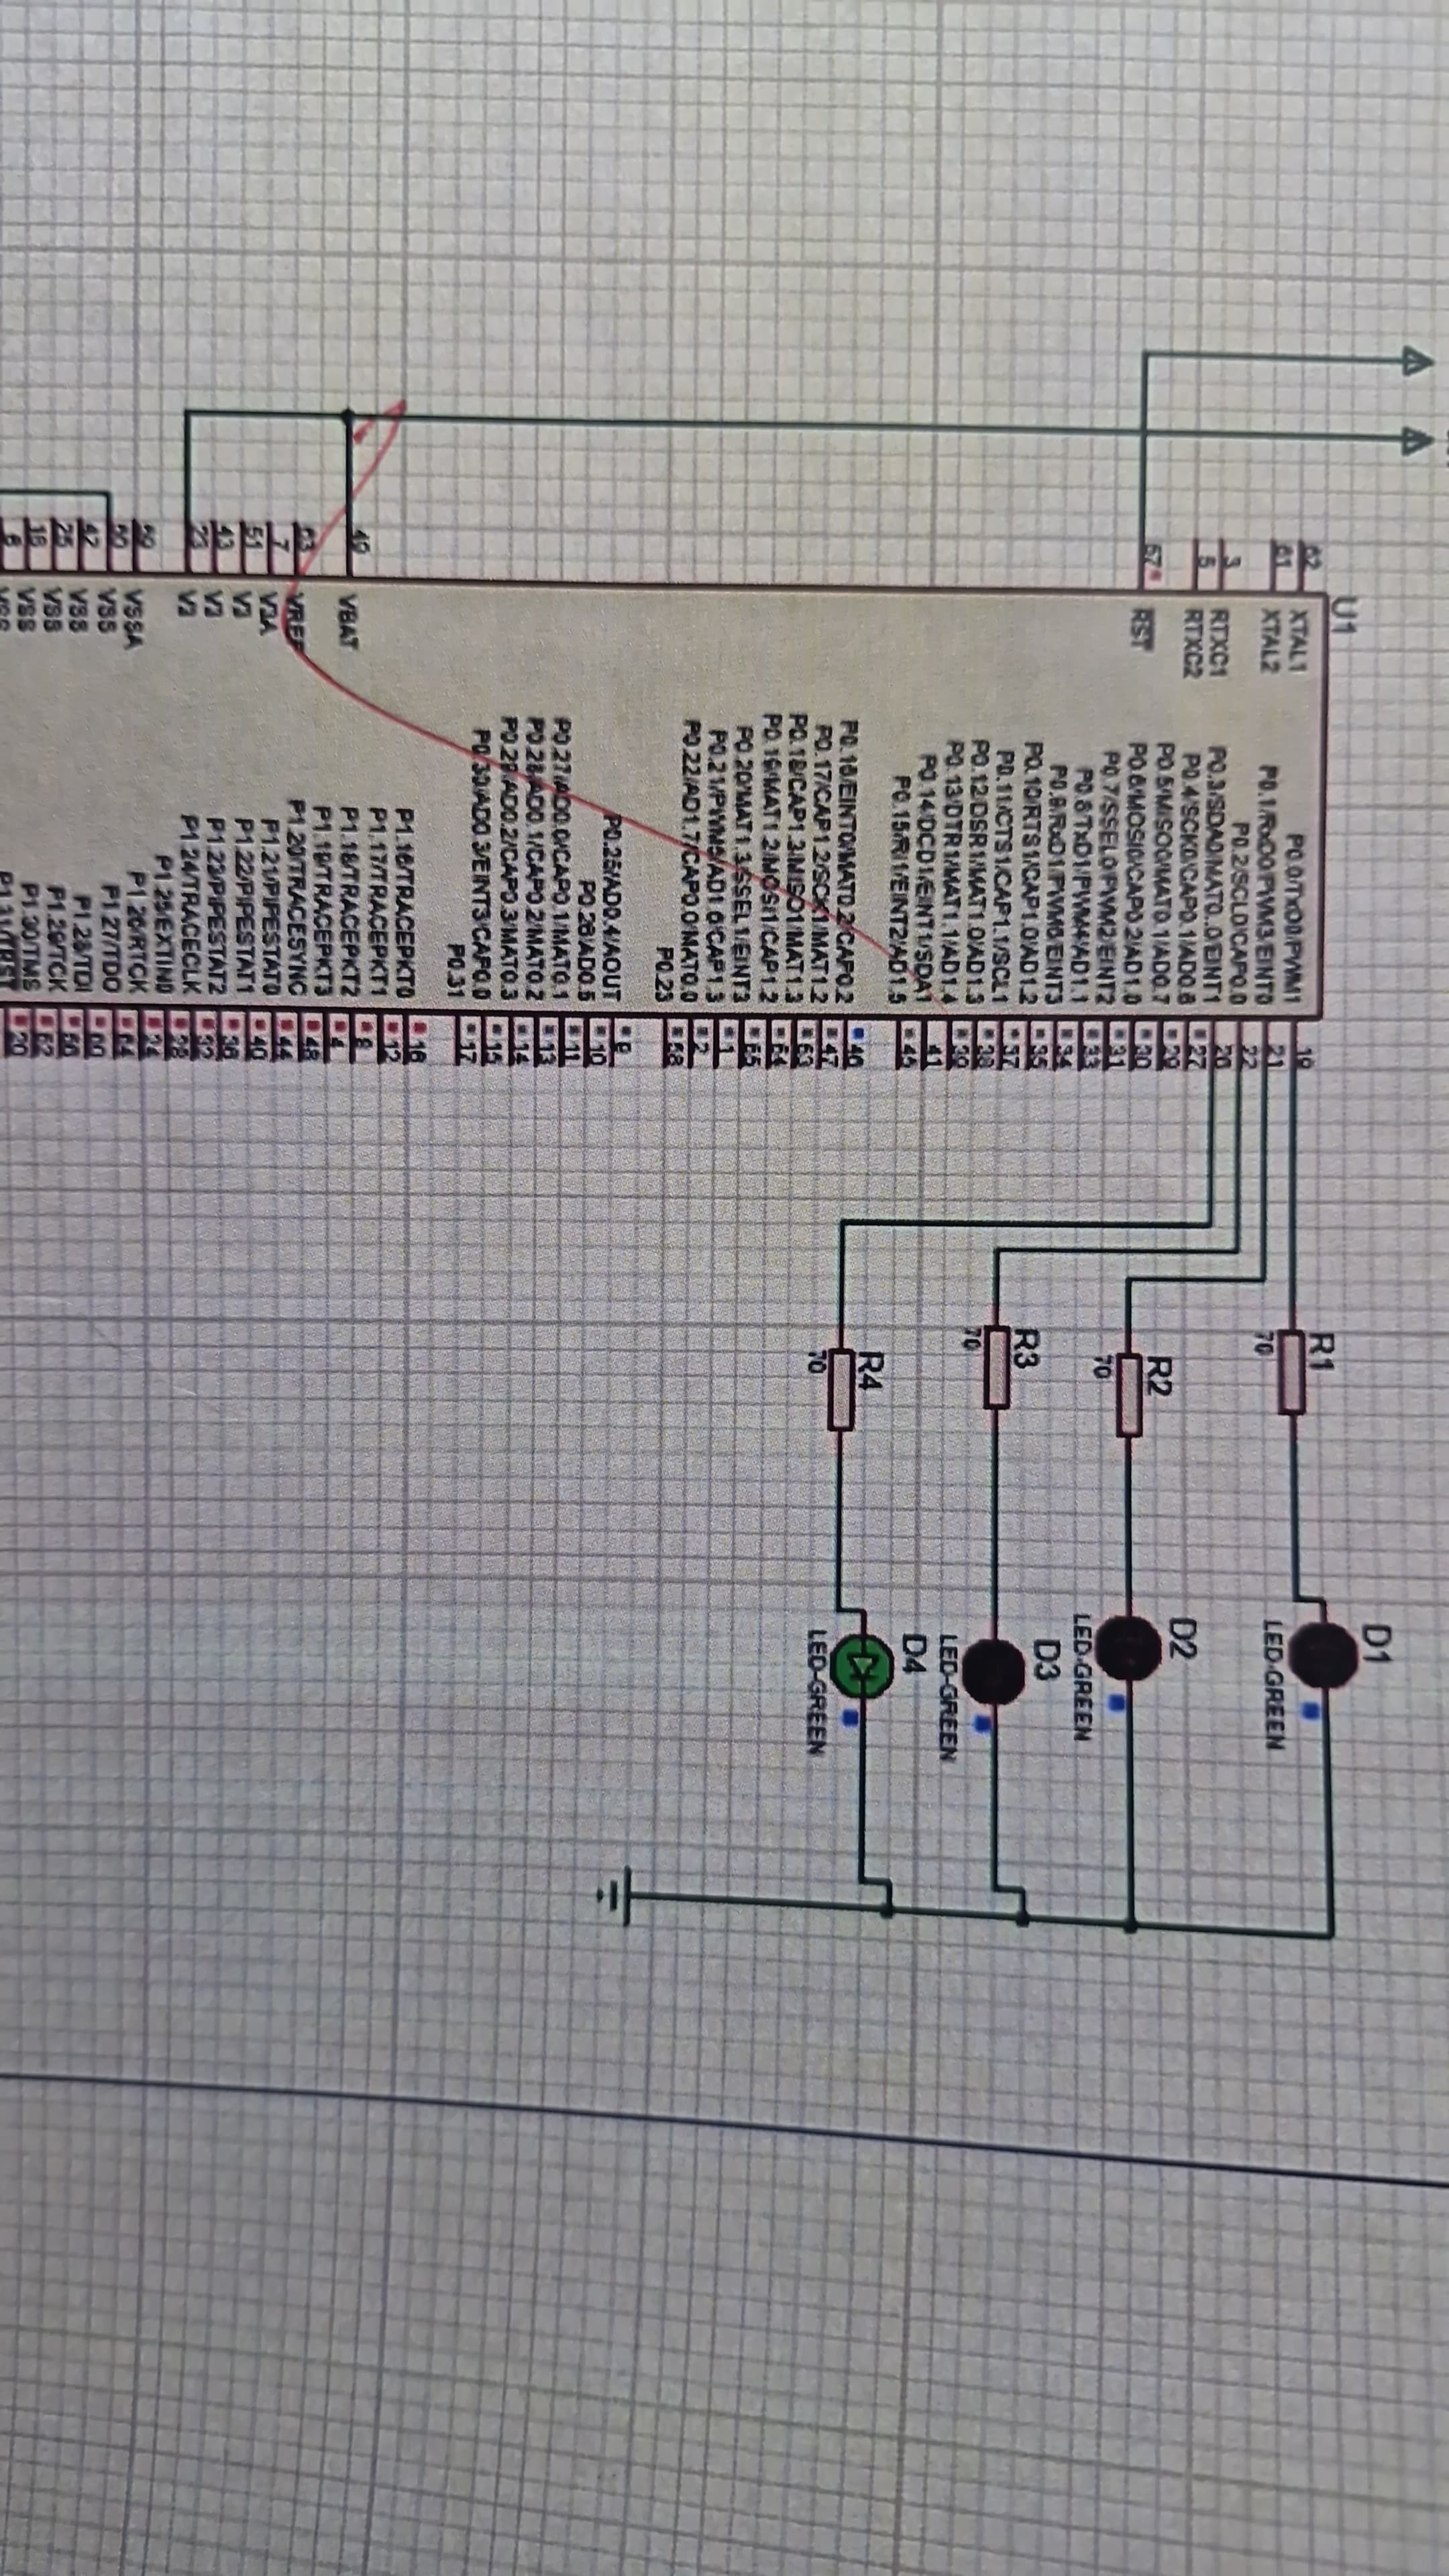 U1
62 XTAL1
61 XTAL2
3 RTXC1
5 RTXC2
57 RST
49 VBAT
63 VREF
7 V3A
51 V3
43 V3
23 V3
VSSA
VSS
42 VSS
25 VSS
18 VSS
6
P0.0/TxD0/PWM1 19
P0.1/RxD0/PWM3/EINT0 21
P0.2/SCL0/CAP0.0 22
P0.3/SDA0/MAT0.0/EINT1
P0.4/SCK0/CAP0.1/AD0.6 27
P0.5/MISO0/MAT0.1/AD0.7 29
P0.6/MOSI0/CAP0.2/AD1.0 30
P0.7/SSEL0/PWM2/EINT2 31
P0.8/TxD1/PWM4/AD1.1 33
P0.9/RxD1/PWM6/EINT3 34
P0.10/RTS1/CAP1.0/AD1.2 35
P0.11/CTS1/CAP1.1/SCL1 37
P0.12/DSR1/MAT1.0/AD1.3 38
P0.13/DTR1/MAT1.1/AD1.4 39
P0.14/DCD1/EINT1/SDA1 41
P0.15/RI1/EINT2/AD1.5 45
P0.16/EINT0/MAT0.2/CAP0.2 46
P0.17/CAP1.2/SCK1/MAT1.2 47
P0.18/CAP1.3/MISO1/MAT1.3 53
P0.19/MAT1.2/MOSI1/CAP1.2 54
P0.20/MAT1.3/SSEL1/EINT3 55
P0.21/PWM5/AD1.6/CAP1.3 1
P0.22/AD1.7/CAP0.0/MAT0.0 2
P0.23 58
P0.25/AD0.4/AOUT 9
P0.26/AD0.5 10
P0.27/AD0.0/CAP0.1/MAT0.1 11
P0.28/AD0.1/CAP0.2/MAT0.2 13
P0.29/AD0.2/CAP0.3/MAT0.3 14
P0.30/AD0.3/EINT3/CAP0.0 15
P0.31 17
P1.16/TRACEPKT0 16
P1.17/TRACEPKT1 12
P1.18/TRACEPKT2 8
P1.19/TRACEPKT3 4
P1.20/TRACESYNC 48
P1.21/PIPESTAT0 44
P1.22/PIPESTAT1 40
P1.23/PIPESTAT2 36
P1.24/TRACECLK 32
P1.25/EXTIN0 28
P1.26/RTCK 24
P1.27/TDO 64
P1.28/TDI 60
P1.29/TCK 56
P1.30/TMS 52
P1.31/TRST 20
R1
70
R2
70
R3
70
R4
70
D1
LED-GREEN
D2
LED-GREEN
D3
LED-GREEN
D4
LED-GREEN